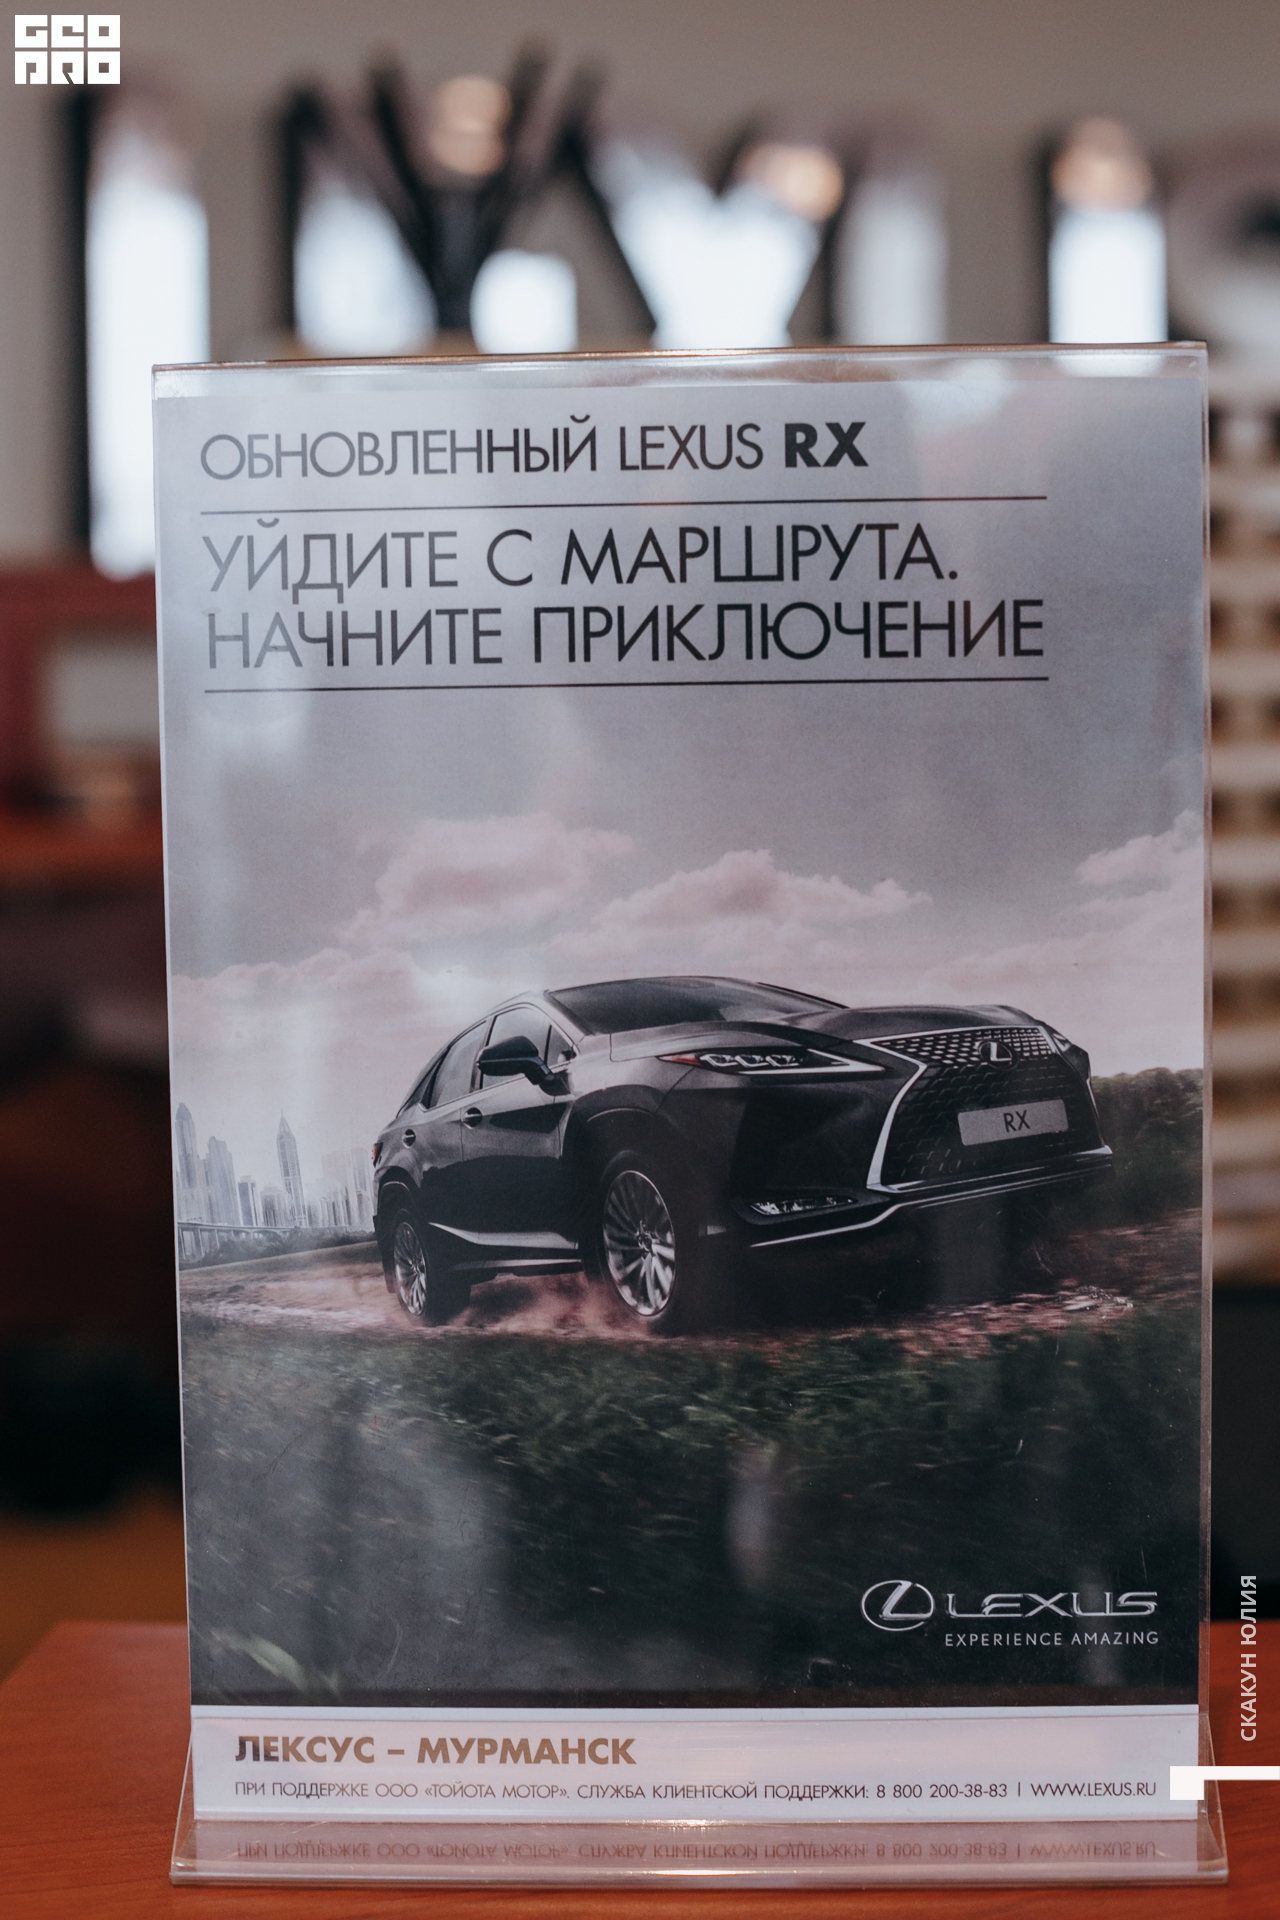 GEO
PRO
ОБНОВЛЕННЫЙ LEXUS RX
УЙДИТЕ С МАРШРУТА.
НАЧНИТЕ ПРИКЛЮЧЕНИЕ
RX
LEXUS
EXPERIENCE AMAZING
ЛЕКСУС – МУРМАНСК
ПРИ ПОДДЕРЖКЕ ООО «ТОЙОТА МОТОР». СЛУЖБА КЛИЕНТСКОЙ ПОДДЕРЖКИ: 8 800 200-38-83 | WWW.LEXUS.RU
СКАКУН ЮЛИЯ